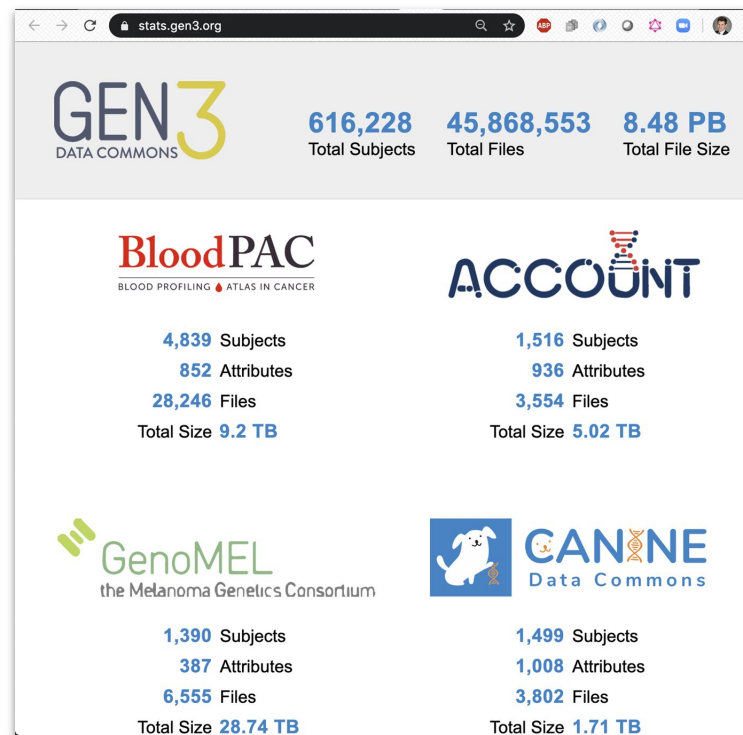 stats.gen3.org
ABP
GEN3
DATA COMMONS
616,228
Total Subjects
45,868,553
Total Files
8.48 PB
Total File Size
BloodPAC
BLOOD PROFILING ATLAS IN CANCER
4,839 Subjects
852 Attributes
28,246 Files
Total Size 9.2 TB
ACCOUNT
1,516 Subjects
936 Attributes
3,554 Files
Total Size 5.02 TB
GenoMEL
the Melanoma Genetics Consortium
1,390 Subjects
387 Attributes
6,555 Files
Total Size 28.74 TB
CANINE
Data Commons
1,499 Subjects
1,008 Attributes
3,802 Files
Total Size 1.71 TB